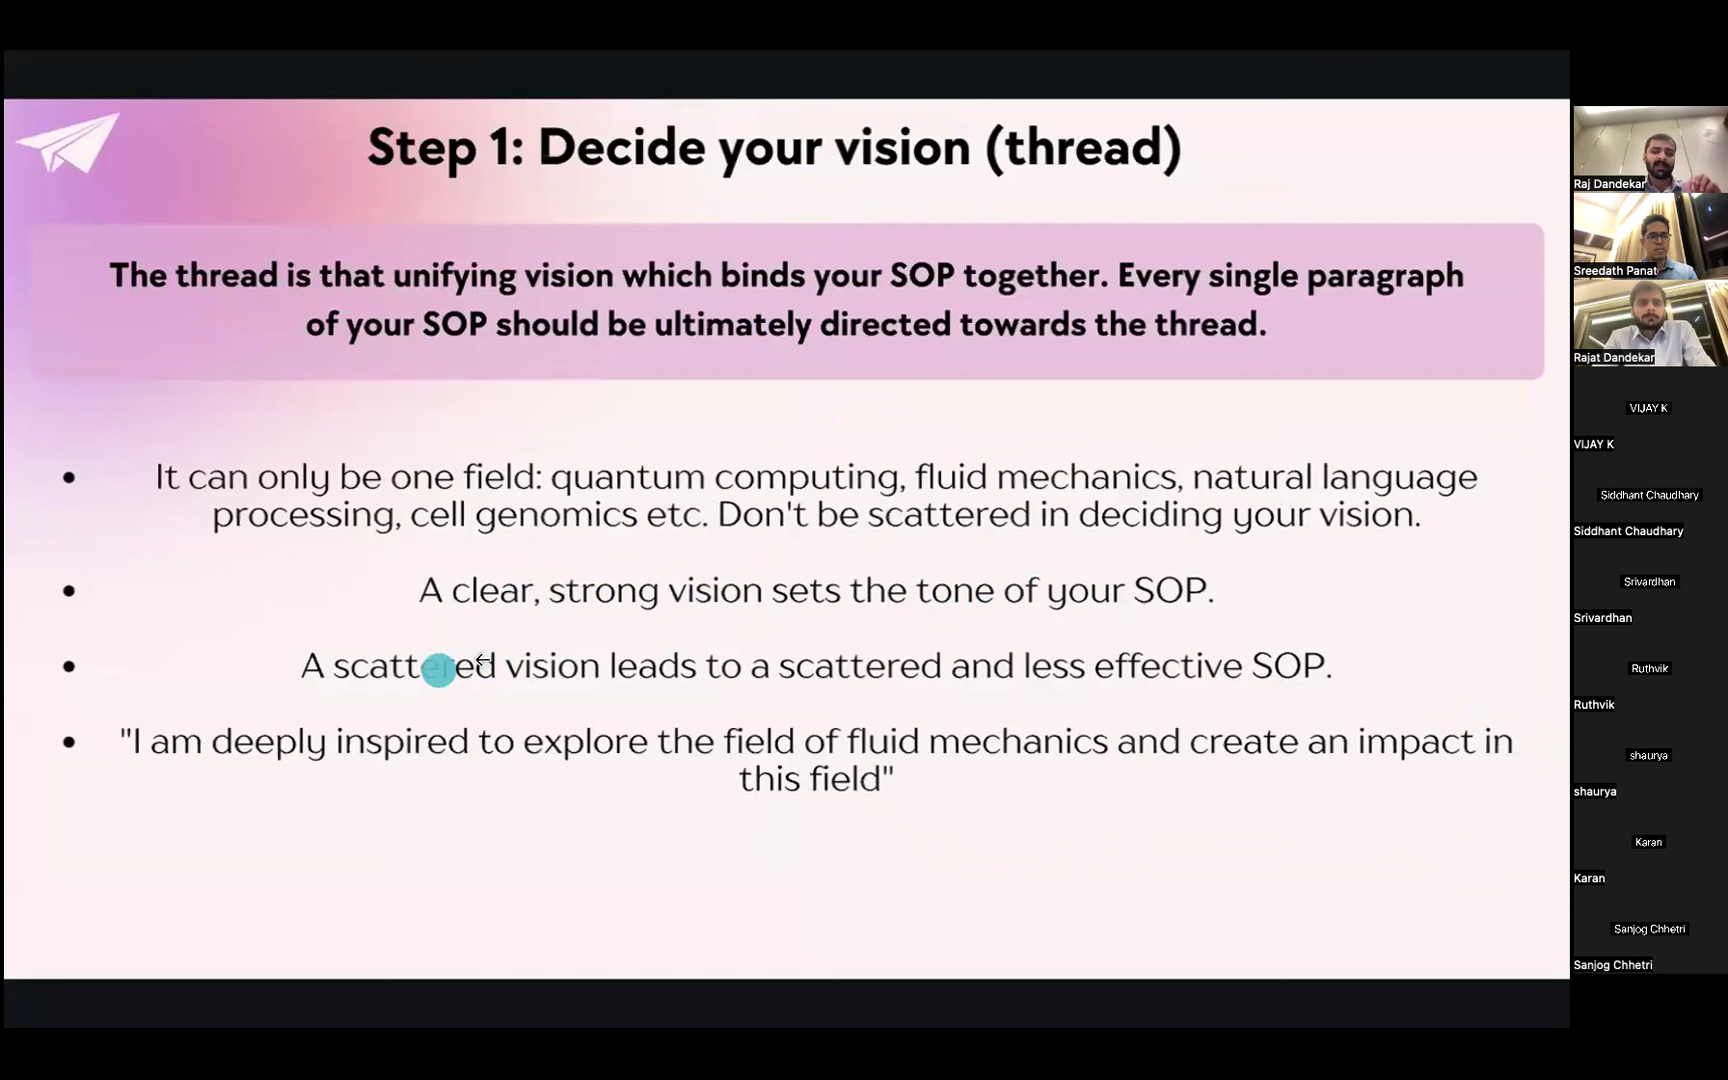 Step 1: Decide your vision (thread)
The thread is that unifying vision which binds your SOP together. Every single paragraph
of your SOP should be ultimately directed towards the thread.
• It can only be one field: quantum computing, fluid mechanics, natural language
processing, cell genomics etc. Don't be scattered in deciding your vision.
• A clear, strong vision sets the tone of your SOP.
• A scattered vision leads to a scattered and less effective SOP.
• "I am deeply inspired to explore the field of fluid mechanics and create an impact in
this field"
Raj Dandekar
Sreedath Panat
Rajat Dandekar
VIJAY K
VIJAY K
Siddhant Chaudhary
Siddhant Chaudhary
Srivardhan
Srivardhan
Ruthvik
Ruthvik
shaurya
shaurya
Karan
Karan
Sanjog Chhetri
Sanjog Chhetri